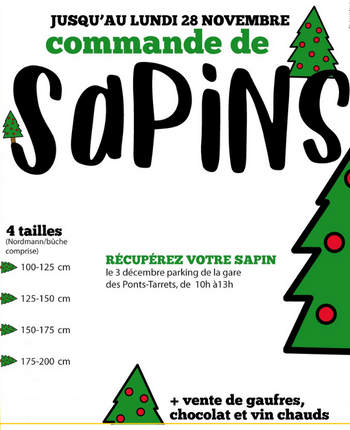 JUSQU'AU LUNDI 28 NOVEMBRE
commande de
SaPiNS
4 tailles
(Nordmann/bûche
comprise)
100-125 cm
125-150 cm
150-175 cm
175-200 cm
RÉCUPÉREZ VOTRE SAPIN
le 3 décembre parking de la gare
des Ponts-Tarrets, de 10h à13h
+ vente de gaufres,
chocolat et vin chauds